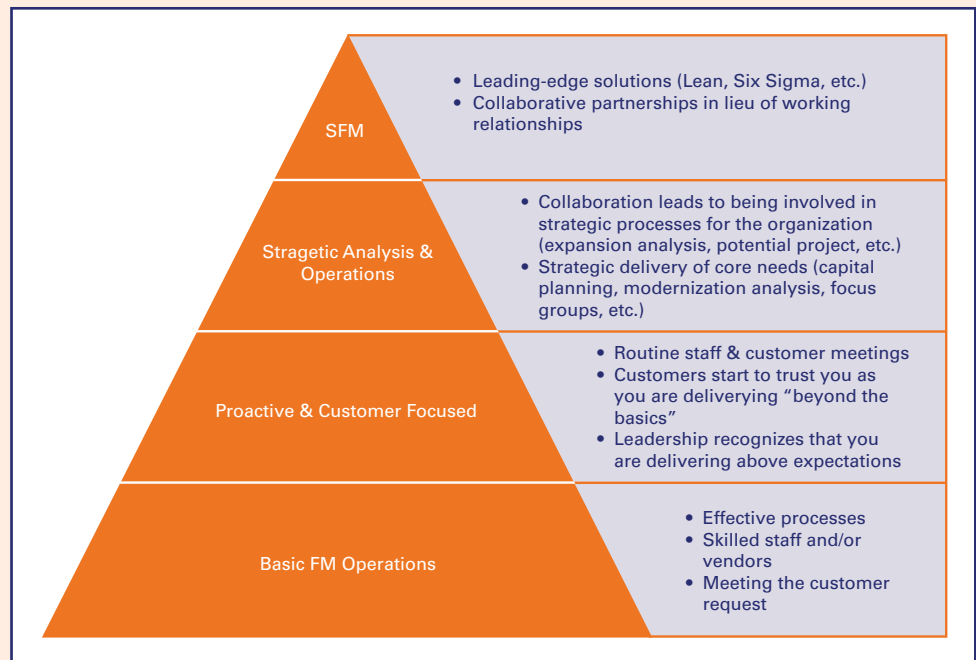 • Leading-edge solutions (Lean, Six Sigma, etc.)
• Collaborative partnerships in lieu of working
relationships
SFM
• Collaboration leads to being involved in
strategic processes for the organization
(expansion analysis, potential project, etc.)
• Strategic delivery of core needs (capital
planning, modernization analysis, focus
groups, etc.)
Stragetic Analysis &
Operations
• Routine staff & customer meetings
• Customers start to trust you as
you are deliverying “beyond the
basics”
• Leadership recognizes that you
are delivering above expectations
Proactive & Customer Focused
• Effective processes
• Skilled staff and/or
vendors
• Meeting the customer
request
Basic FM Operations